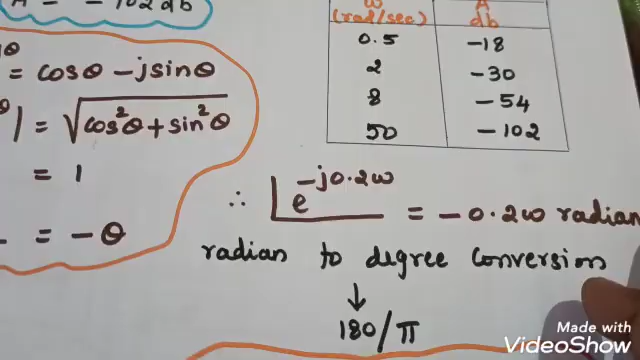 A = -102 db
θ
= cosθ - jsinθ
θ| = √cos²θ + sin²θ
= 1
= -θ
ω A
(rad/sec) db
0.5 -18
2 -30
8 -54
50 -102
∴ ∠e^-j0.2ω = -0.2ω radian
radian to degree conversion
↓
180/π
Made with
VideoShow